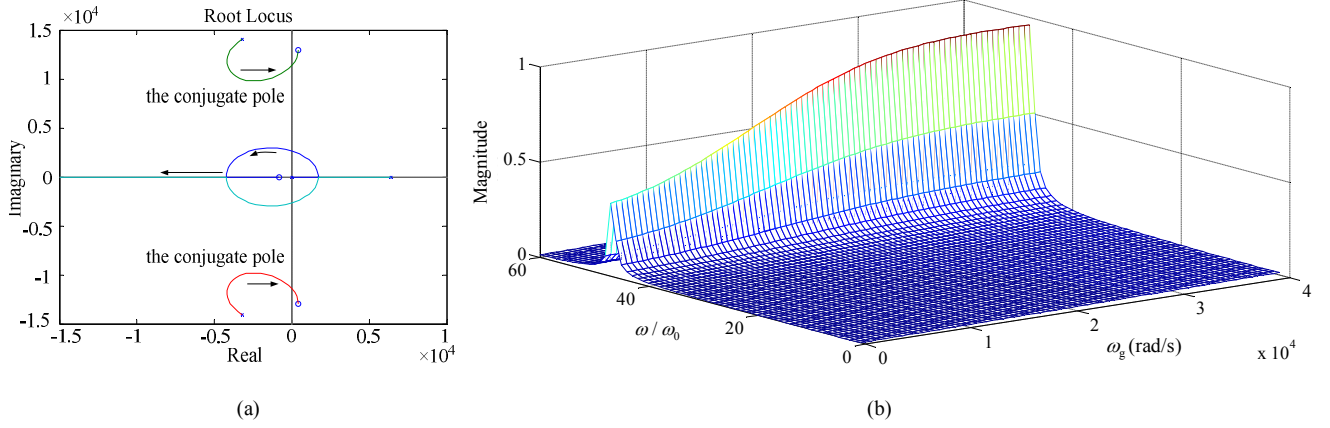 ×10⁴
Root Locus
1.5
1
0.5
0
-0.5
-1
-1.5
Imaginary
the conjugate pole
the conjugate pole
-1.5
-1
-0.5
0
0.5
1
×10⁴
Real
(a)
1
0.5
0
Magnitude
60
40
20
0
ω / ω₀
0
1
2
3
4
ω_g (rad/s)
x 10⁴
(b)